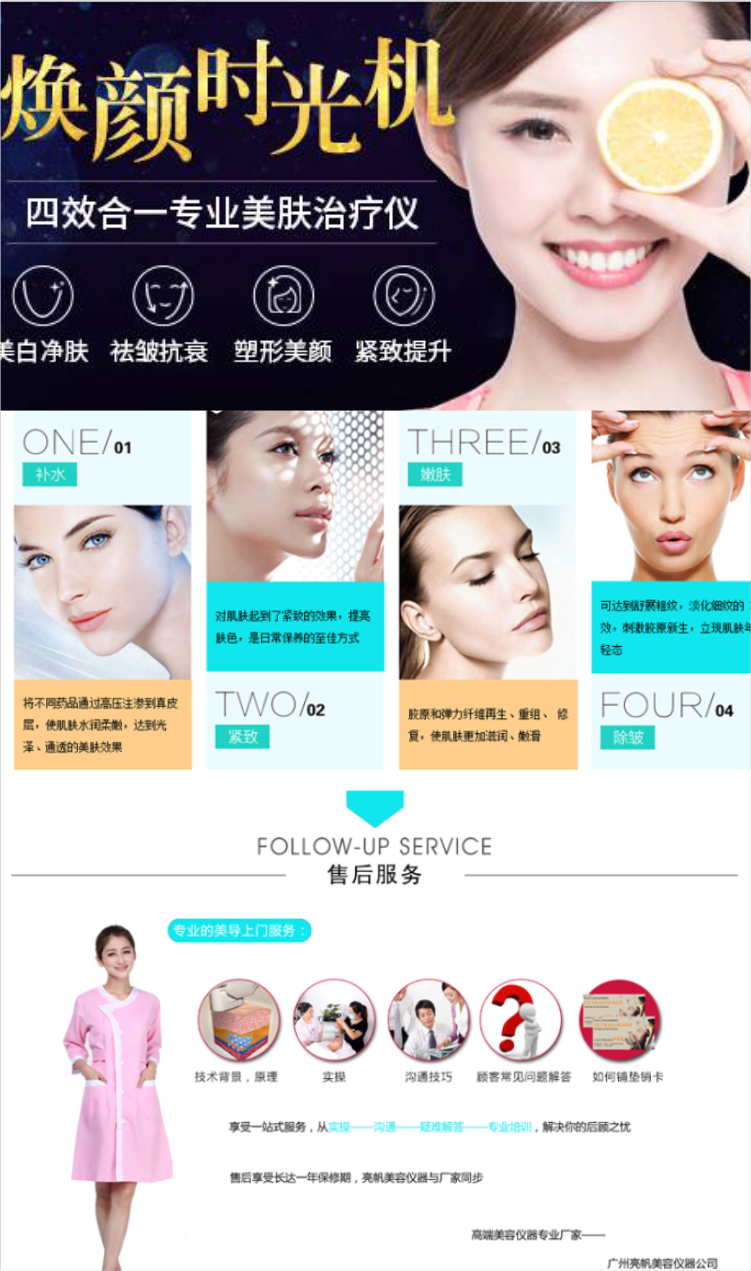 焕颜时光机
四效合一专业美肤治疗仪
美白净肤 祛皱抗衰 塑形美颜 紧致提升
ONE/01
补水
将不同药品通过高压注渗到真皮
层，使肌肤水润柔嫩，达到光
泽、通透的美肤效果
对肌肤起到了紧致的效果，提亮
肤色，是日常保养的至佳方式
TWO/02
紧致
THREE/03
嫩肤
胶原和弹力纤维再生、重组、 修
复，使肌肤更加滋润、嫩滑
可达到舒展粗纹，淡化细纹的
效，刺激胶原新生，立现肌肤年
轻态
FOUR/04
除皱
FOLLOW-UP SERVICE
售后服务
专业的美导上门服务：
技术背景，原理 实操 沟通技巧 顾客常见问题解答 如何铺垫销卡
享受一站式服务，从实操——沟通——疑难解答——专业培训，解决你的后顾之忧
售后享受长达一年保修期，亮帆美容仪器与厂家同步
高端美容仪器专业厂家——
广州亮帆美容仪器公司